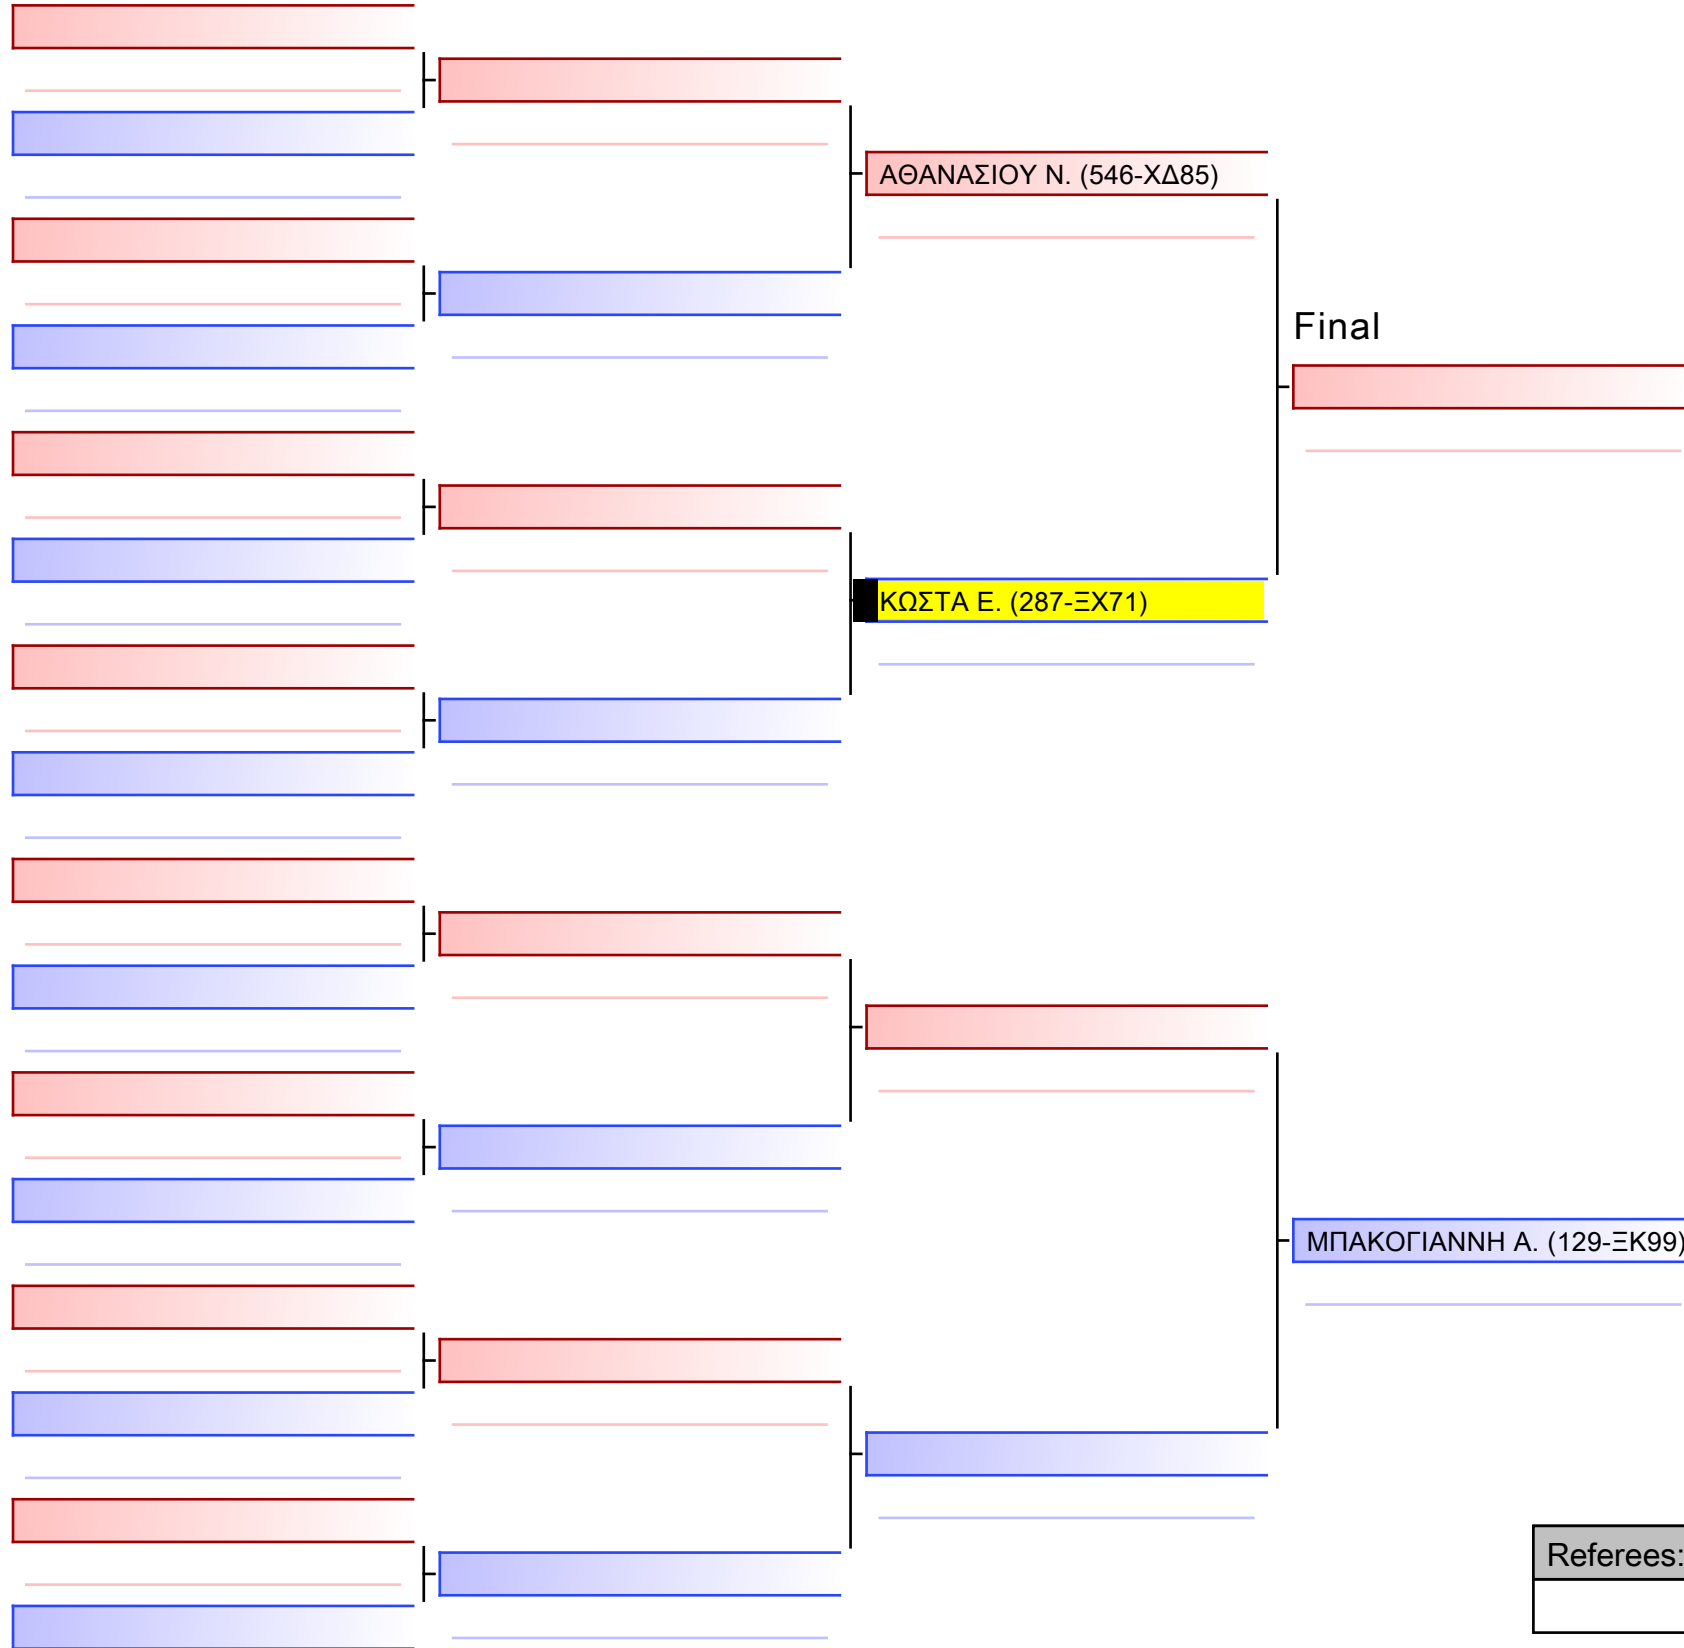 ΑΘΑΝΑΣΙΟΥ Ν. (546-ΧΔ85)
Final
ΚΩΣΤΑ Ε. (287-ΞΧ71)
ΜΠΑΚΟΓΙΑΝΝΗ Α. (129-ΞΚ99)
Referees: